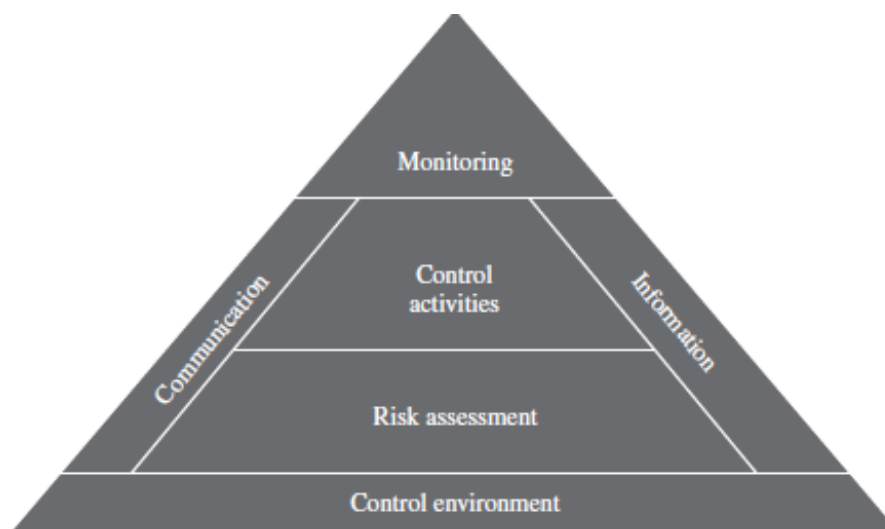 Monitoring
Control
activities
Communication
Information
Risk assessment
Control environment